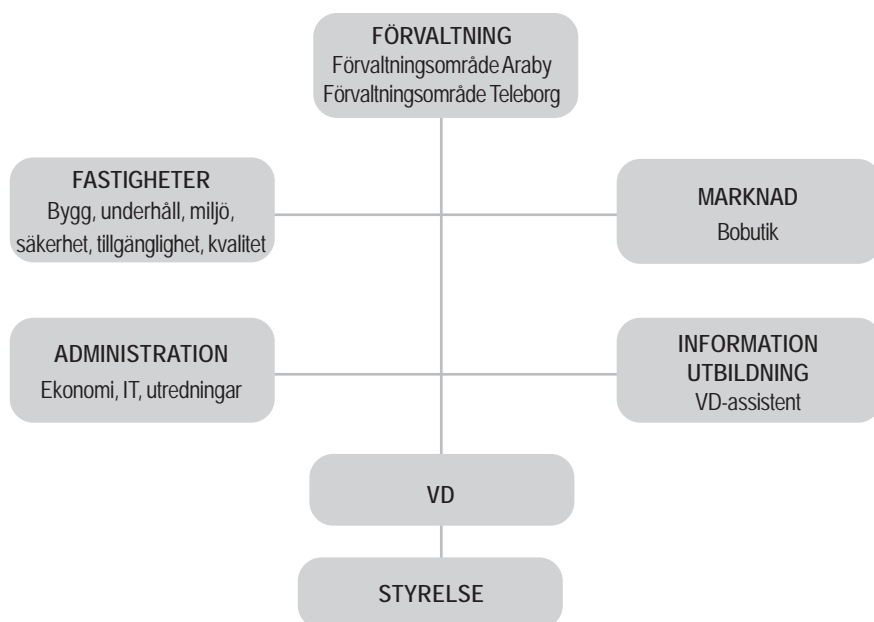 FÖRVALTNING
Förvaltningsområde Araby
Förvaltningsområde Teleborg
FASTIGHETER
Bygg, underhåll, miljö,
säkerhet, tillgänglighet, kvalitet
MARKNAD
Bobutik
ADMINISTRATION
Ekonomi, IT, utredningar
INFORMATION
UTBILDNING
VD-assistent
VD
STYRELSE